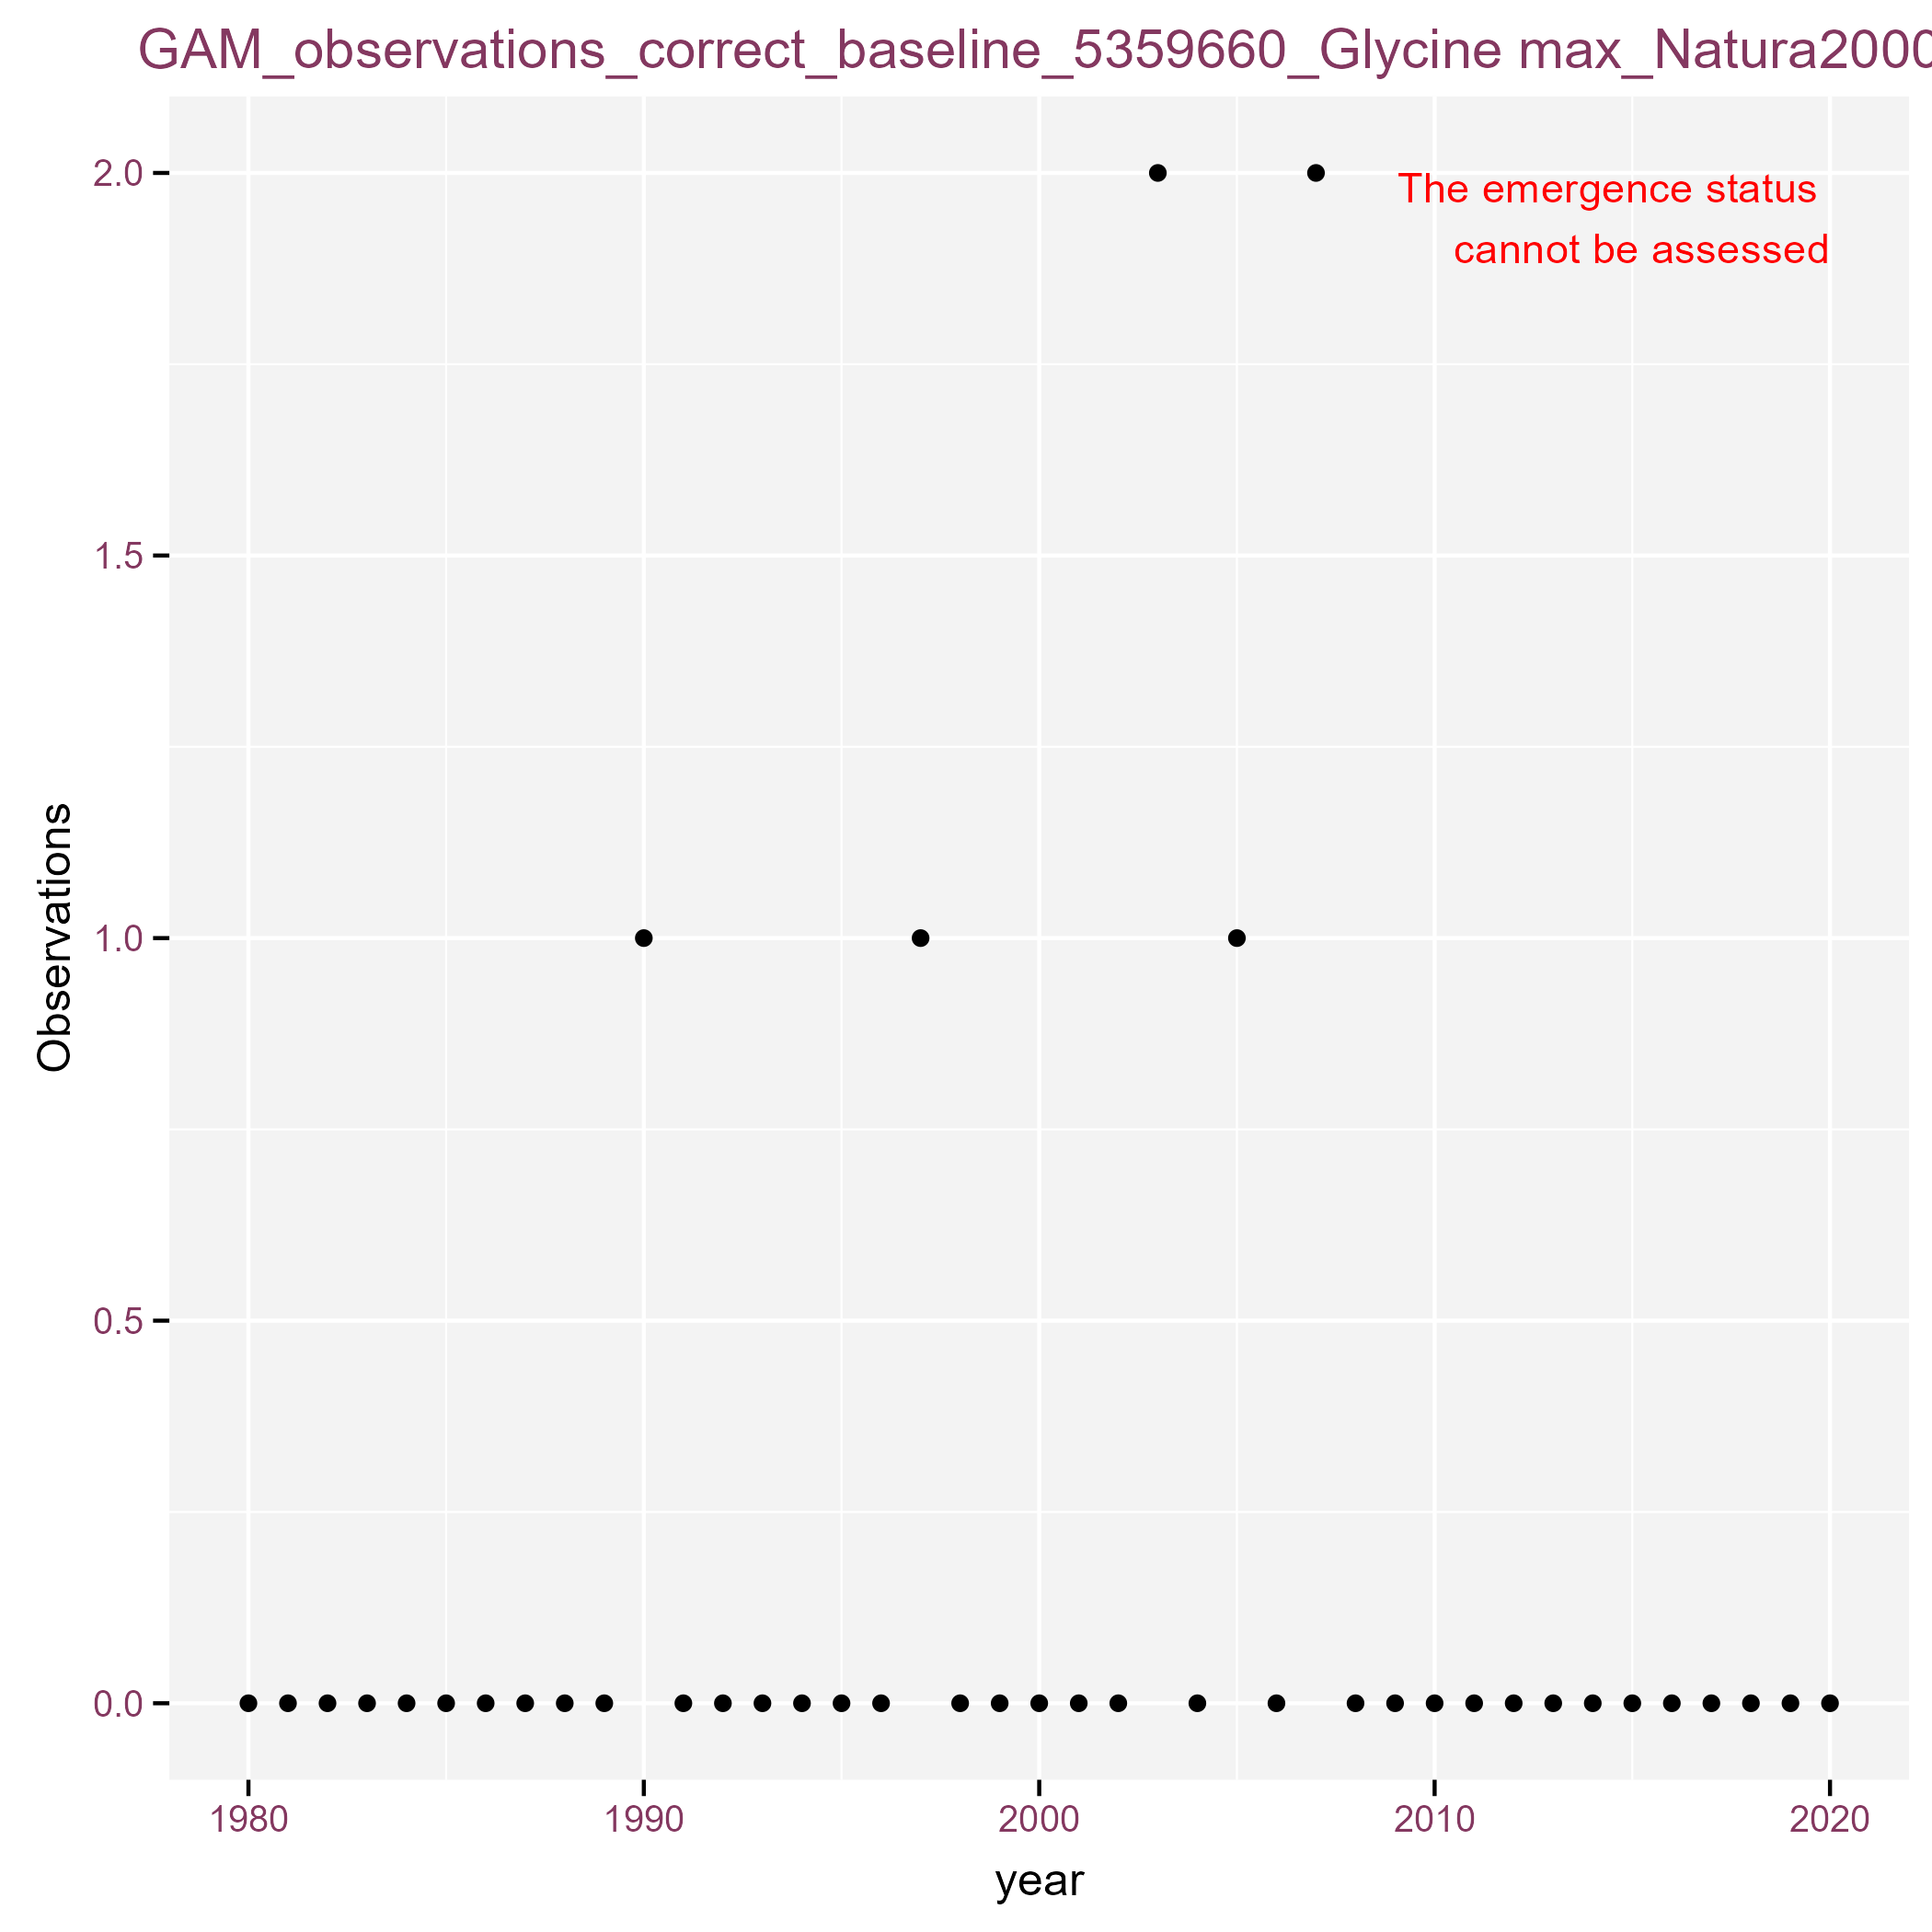 GAM_observations_correct_baseline_5359660_Glycine max_Natura2000
The emergence status
cannot be assessed
2.0
1.5
1.0
0.5
0.0
Observations
1980 1990 2000 2010 2020
year